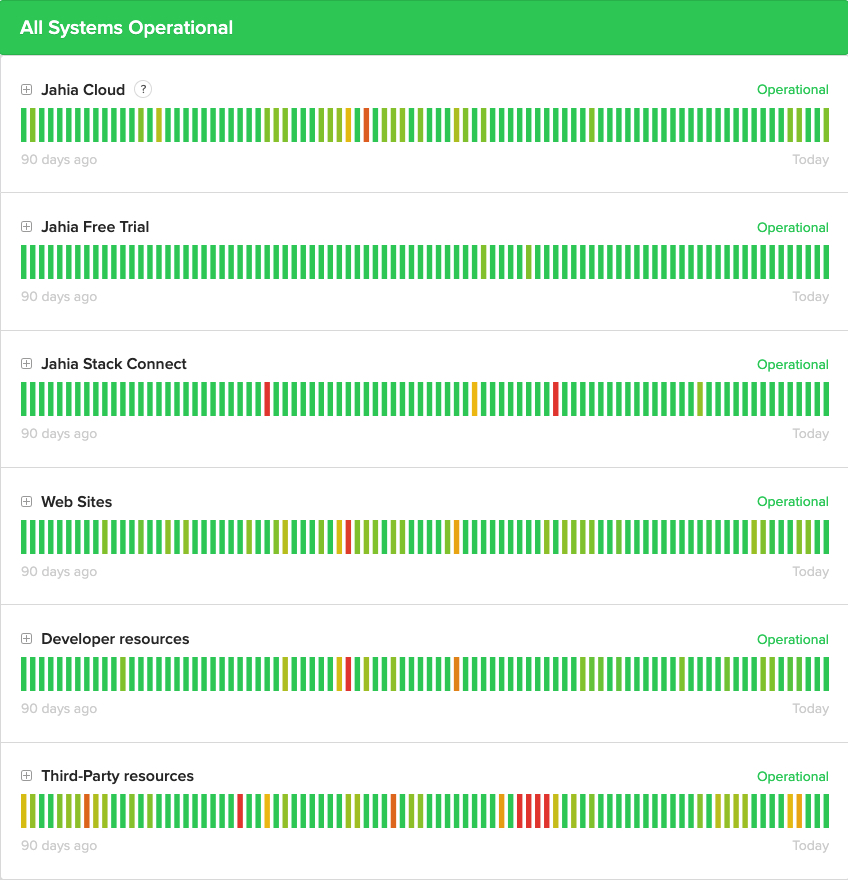 All Systems Operational
Jahia Cloud ? Operational
90 days ago Today
Jahia Free Trial Operational
90 days ago Today
Jahia Stack Connect Operational
90 days ago Today
Web Sites Operational
90 days ago Today
Developer resources Operational
90 days ago Today
Third-Party resources Operational
90 days ago Today